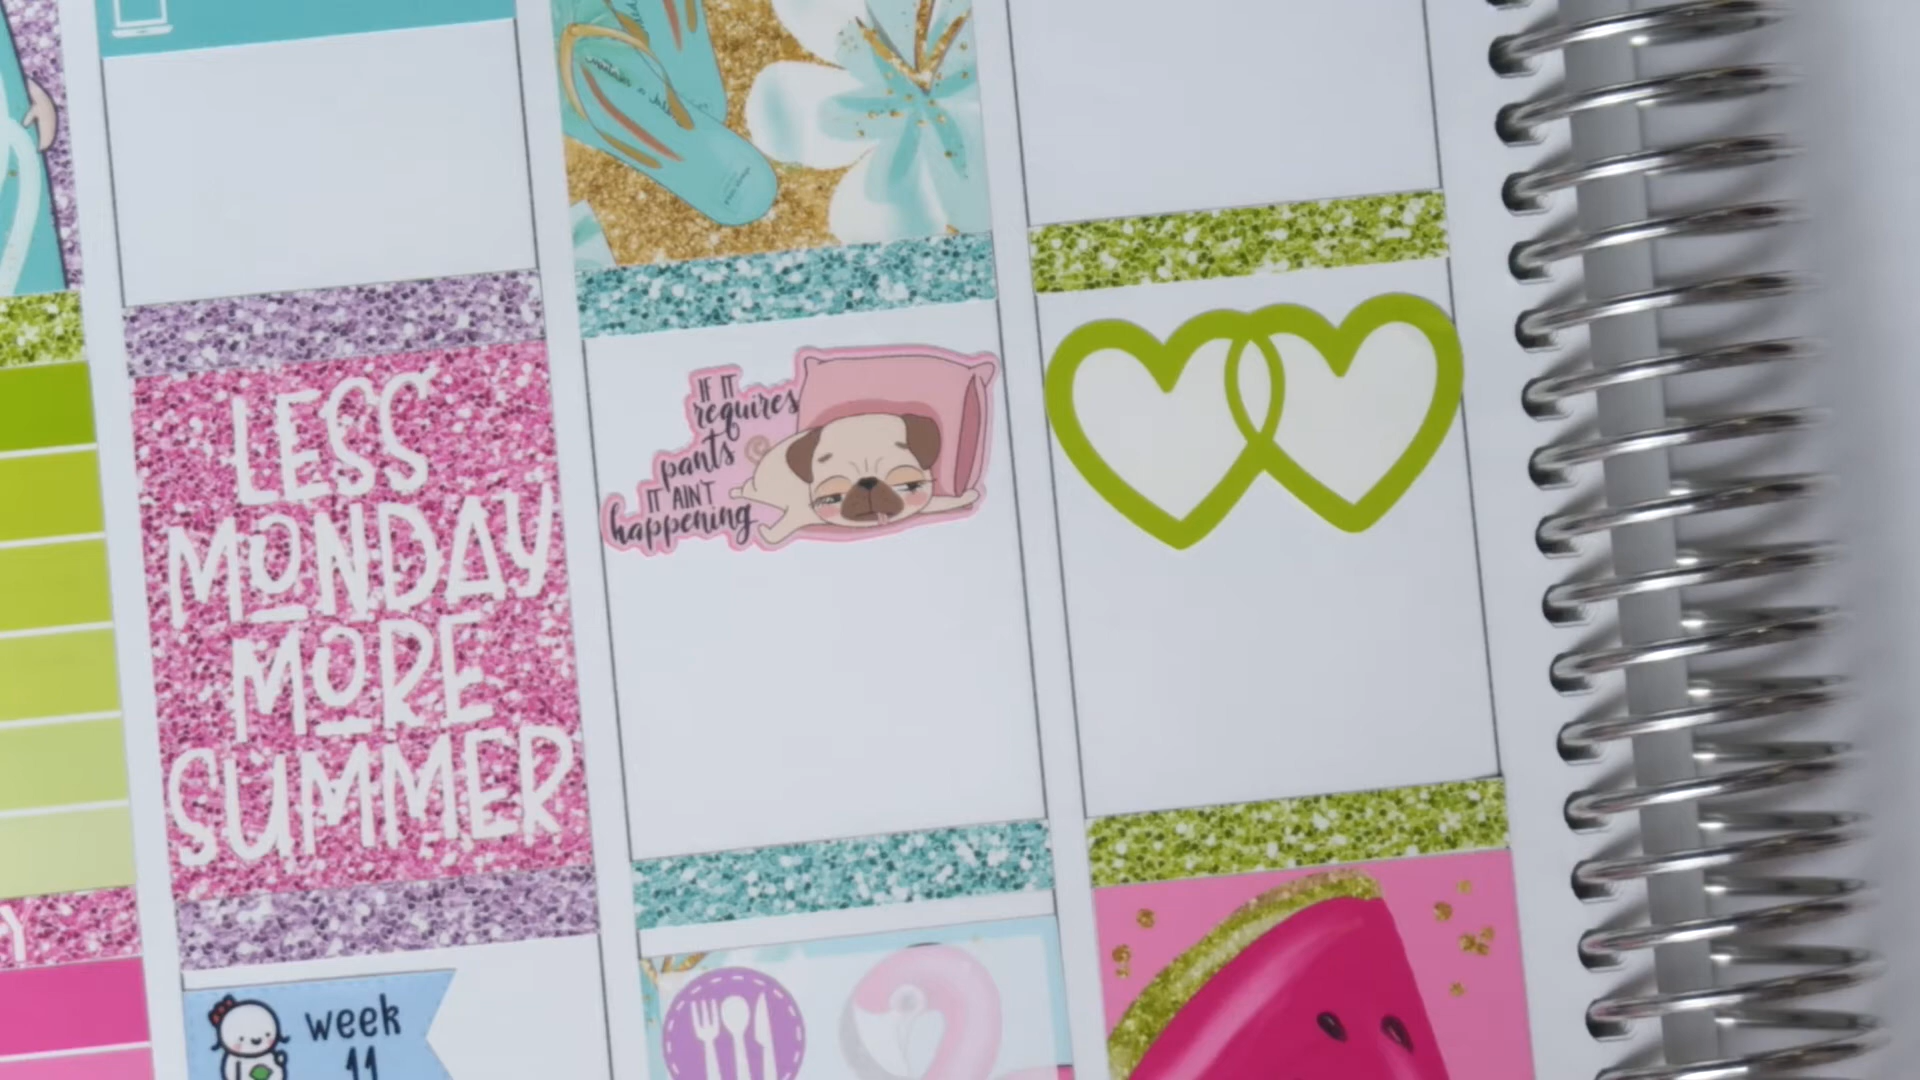 LESS
MONDAY
MORE
SUMMER
IF IT
requires
pants
IT AIN'T
happening
week
11
Y